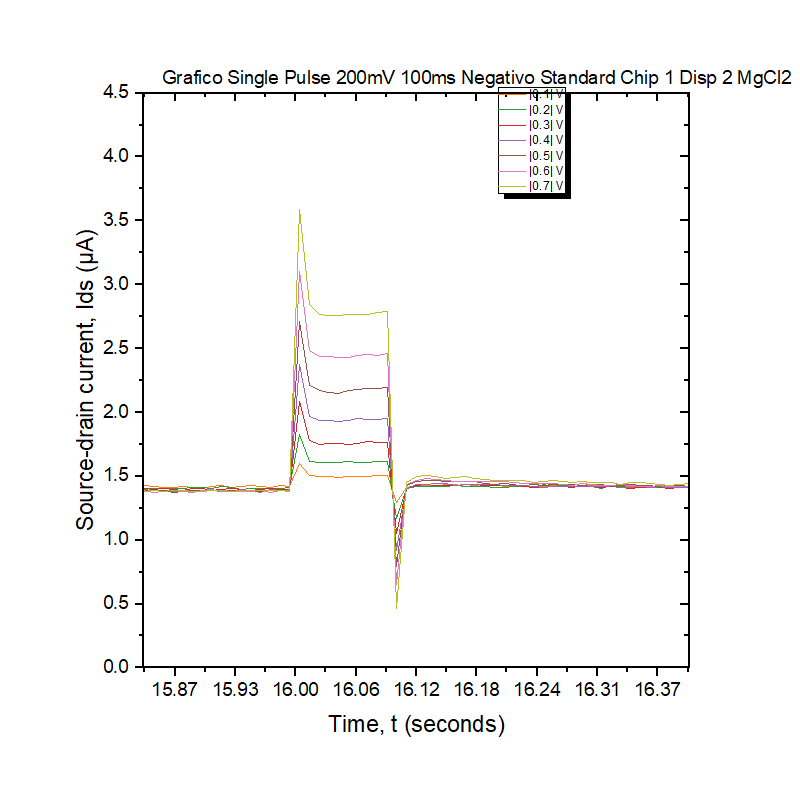 Grafico Single Pulse 200mV 100ms Negativo Standard Chip 1 Disp 2 MgCl2
|0.1| V
|0.2| V
|0.3| V
|0.4| V
|0.5| V
|0.6| V
|0.7| V
4.5
4.0
3.5
3.0
2.5
2.0
1.5
1.0
0.5
0.0
Source-drain current, Ids (μA)
15.87 15.93 16.00 16.06 16.12 16.18 16.24 16.31 16.37
Time, t (seconds)